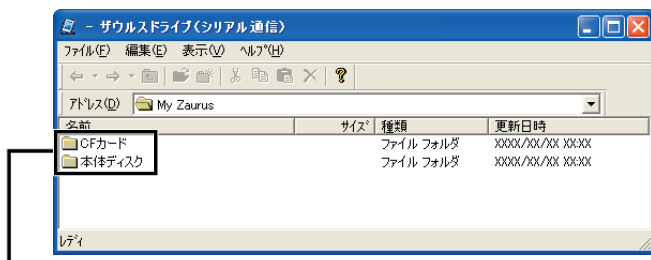 - ザウルスドライブ(シリアル通信)
ファイル(F) 編集(E) 表示(V) ヘルプ(H)
アドレス(D) My Zaurus
名前 サイズ 種類 更新日時
CFカード ファイル フォルダ XXXX/XX/XX XX:XX
本体ディスク ファイル フォルダ XXXX/XX/XX XX:XX
レディ